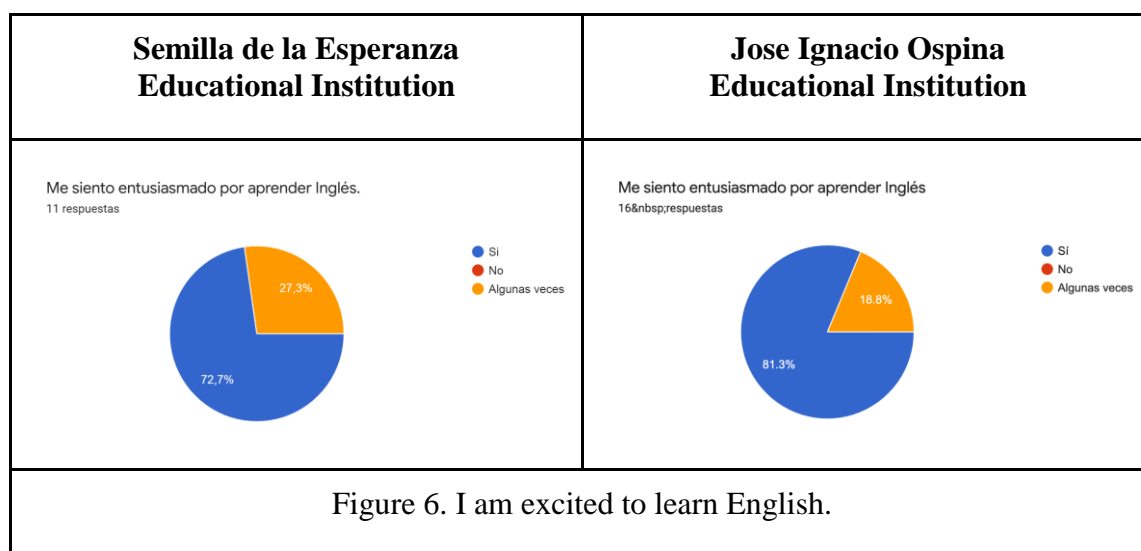 Semilla de la Esperanza
Educational Institution
Jose Ignacio Ospina
Educational Institution
Me siento entusiasmado por aprender Inglés.
11 respuestas
Si
No
Algunas veces
27,3%
72,7%
Me siento entusiasmado por aprender Inglés
16&nbsp;respuestas
Sí
No
Algunas veces
18.8%
81.3%
Figure 6. I am excited to learn English.